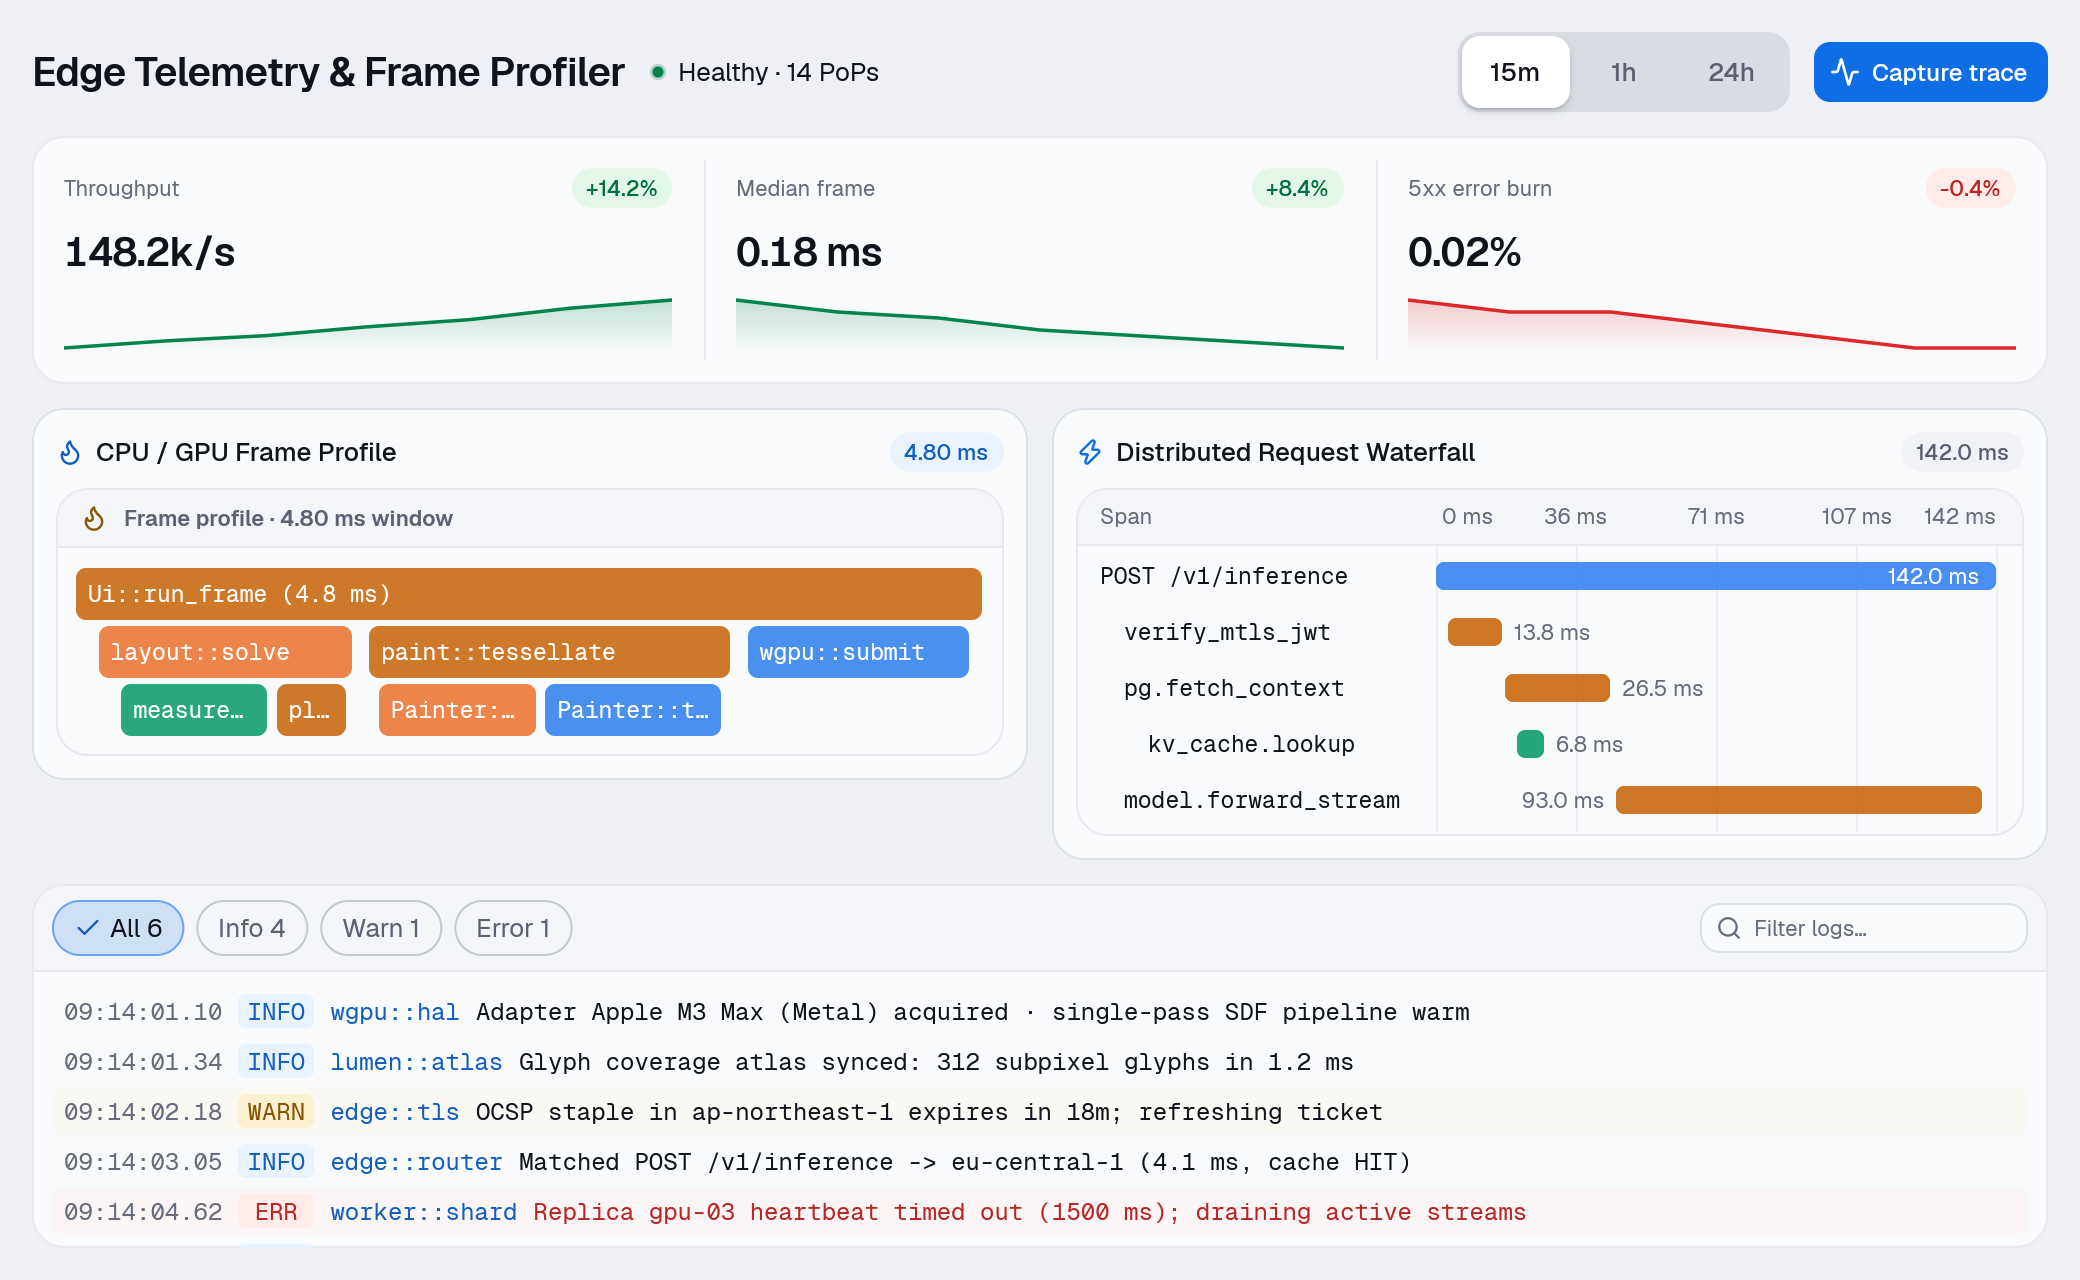 Edge Telemetry & Frame Profiler
Healthy · 14 PoPs
15m
1h
24h
Capture trace
Throughput
+14.2%
148.2k/s
Median frame
+8.4%
0.18 ms
5xx error burn
-0.4%
0.02%
CPU / GPU Frame Profile
4.80 ms
Frame profile · 4.80 ms window
Ui::run_frame (4.8 ms)
layout::solve
paint::tessellate
wgpu::submit
measure…
pl…
Painter:…
Painter::t…
Distributed Request Waterfall
142.0 ms
Span
0 ms
36 ms
71 ms
107 ms
142 ms
POST /v1/inference
142.0 ms
verify_mtls_jwt
13.8 ms
pg.fetch_context
26.5 ms
kv_cache.lookup
6.8 ms
model.forward_stream
93.0 ms
All 6
Info 4
Warn 1
Error 1
Filter logs…
09:14:01.10 INFO wgpu::hal Adapter Apple M3 Max (Metal) acquired · single-pass SDF pipeline warm
09:14:01.34 INFO lumen::atlas Glyph coverage atlas synced: 312 subpixel glyphs in 1.2 ms
09:14:02.18 WARN edge::tls OCSP staple in ap-northeast-1 expires in 18m; refreshing ticket
09:14:03.05 INFO edge::router Matched POST /v1/inference -> eu-central-1 (4.1 ms, cache HIT)
09:14:04.62 ERR worker::shard Replica gpu-03 heartbeat timed out (1500 ms); draining active streams